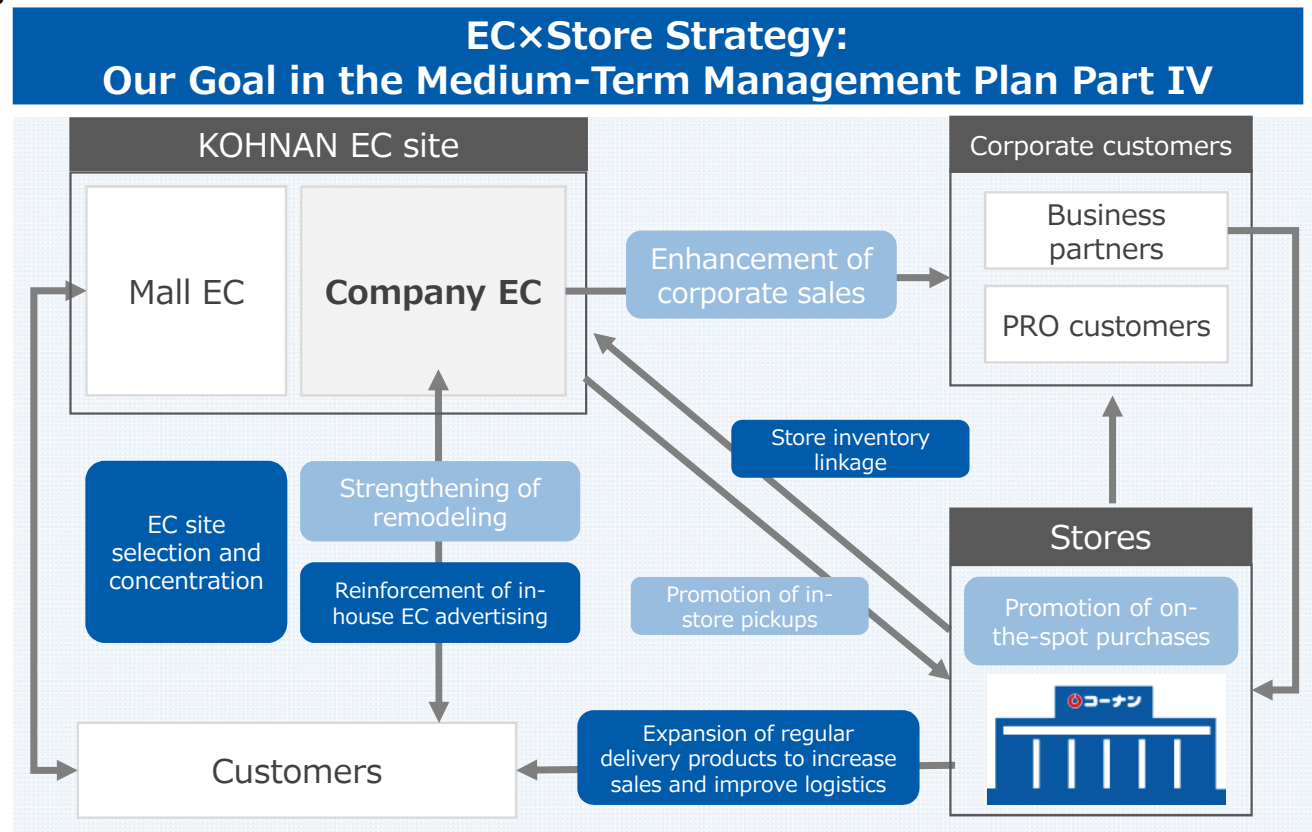 EC×Store Strategy:
Our Goal in the Medium-Term Management Plan Part IV
KOHNAN EC site
Mall EC
Company EC
Enhancement of
corporate sales
Corporate customers
Business
partners
PRO customers
Store inventory
linkage
EC site
selection and
concentration
Strengthening of
remodeling
Reinforcement of in-
house EC advertising
Promotion of in-
store pickups
Stores
Promotion of on-
the-spot purchases
コーナン
Customers
Expansion of regular
delivery products to increase
sales and improve logistics